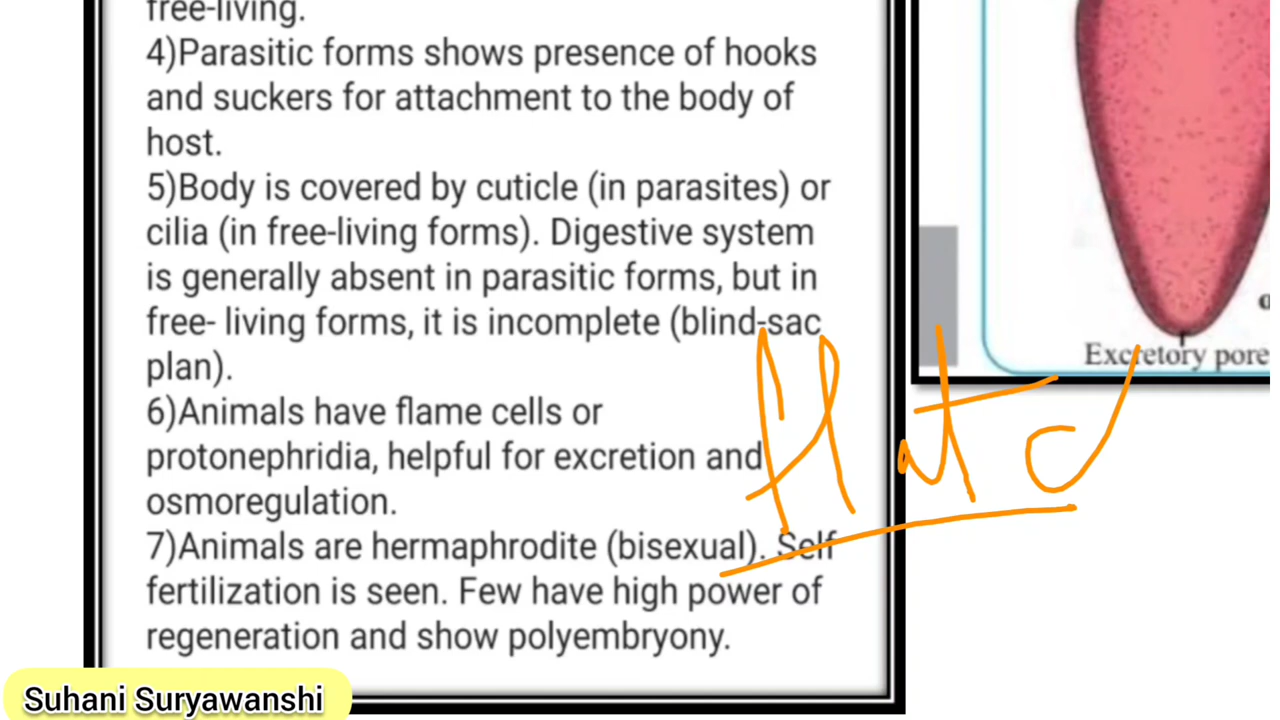 free-living.
4)Parasitic forms shows presence of hooks
and suckers for attachment to the body of
host.
5)Body is covered by cuticle (in parasites) or
cilia (in free-living forms). Digestive system
is generally absent in parasitic forms, but in
free- living forms, it is incomplete (blind-sac
plan).
6)Animals have flame cells or
protonephridia, helpful for excretion and
osmoregulation.
7)Animals are hermaphrodite (bisexual). Self
fertilization is seen. Few have high power of
regeneration and show polyembryony.
Excretory pore
Suhani Suryawanshi